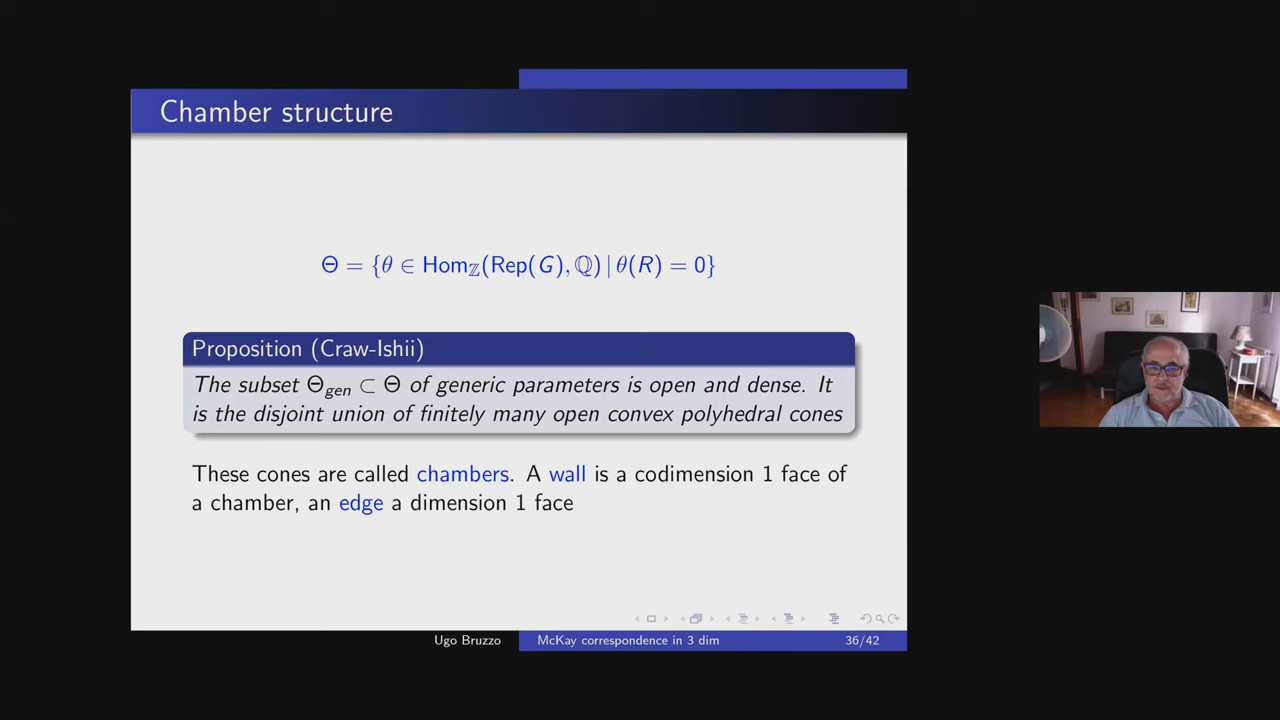 Chamber structure
Θ = {θ ∈ Hom_ℤ(Rep(G), ℚ) | θ(R) = 0}
Proposition (Craw-Ishii)
The subset Θ_gen ⊂ Θ of generic parameters is open and dense. It
is the disjoint union of finitely many open convex polyhedral cones
These cones are called chambers. A wall is a codimension 1 face of
a chamber, an edge a dimension 1 face
Ugo Bruzzo McKay correspondence in 3 dim 36/42